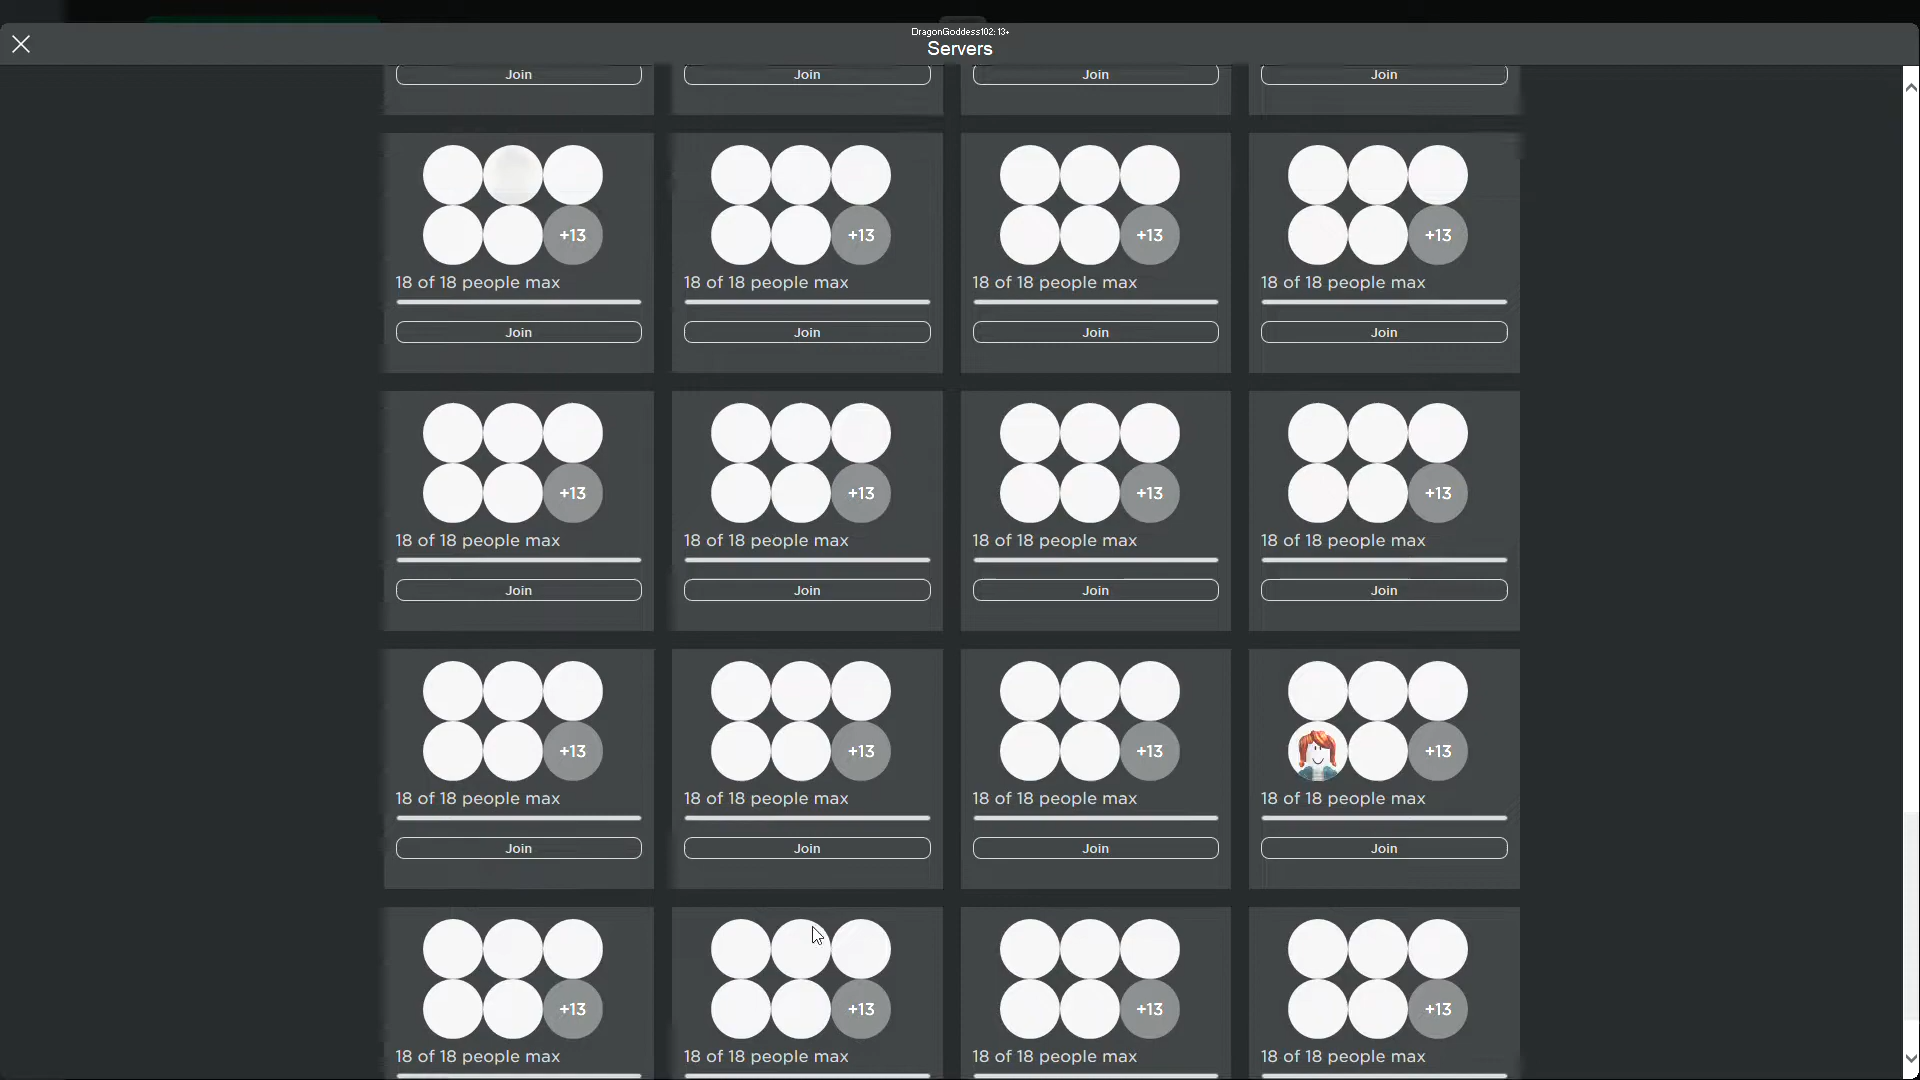 DragonGoddess102: 13+
Servers
Join Join Join Join
+13 +13 +13 +13
18 of 18 people max 18 of 18 people max 18 of 18 people max 18 of 18 people max
Join Join Join Join
+13 +13 +13 +13
18 of 18 people max 18 of 18 people max 18 of 18 people max 18 of 18 people max
Join Join Join Join
+13 +13 +13 +13
18 of 18 people max 18 of 18 people max 18 of 18 people max 18 of 18 people max
Join Join Join Join
+13 +13 +13 +13
18 of 18 people max 18 of 18 people max 18 of 18 people max 18 of 18 people max